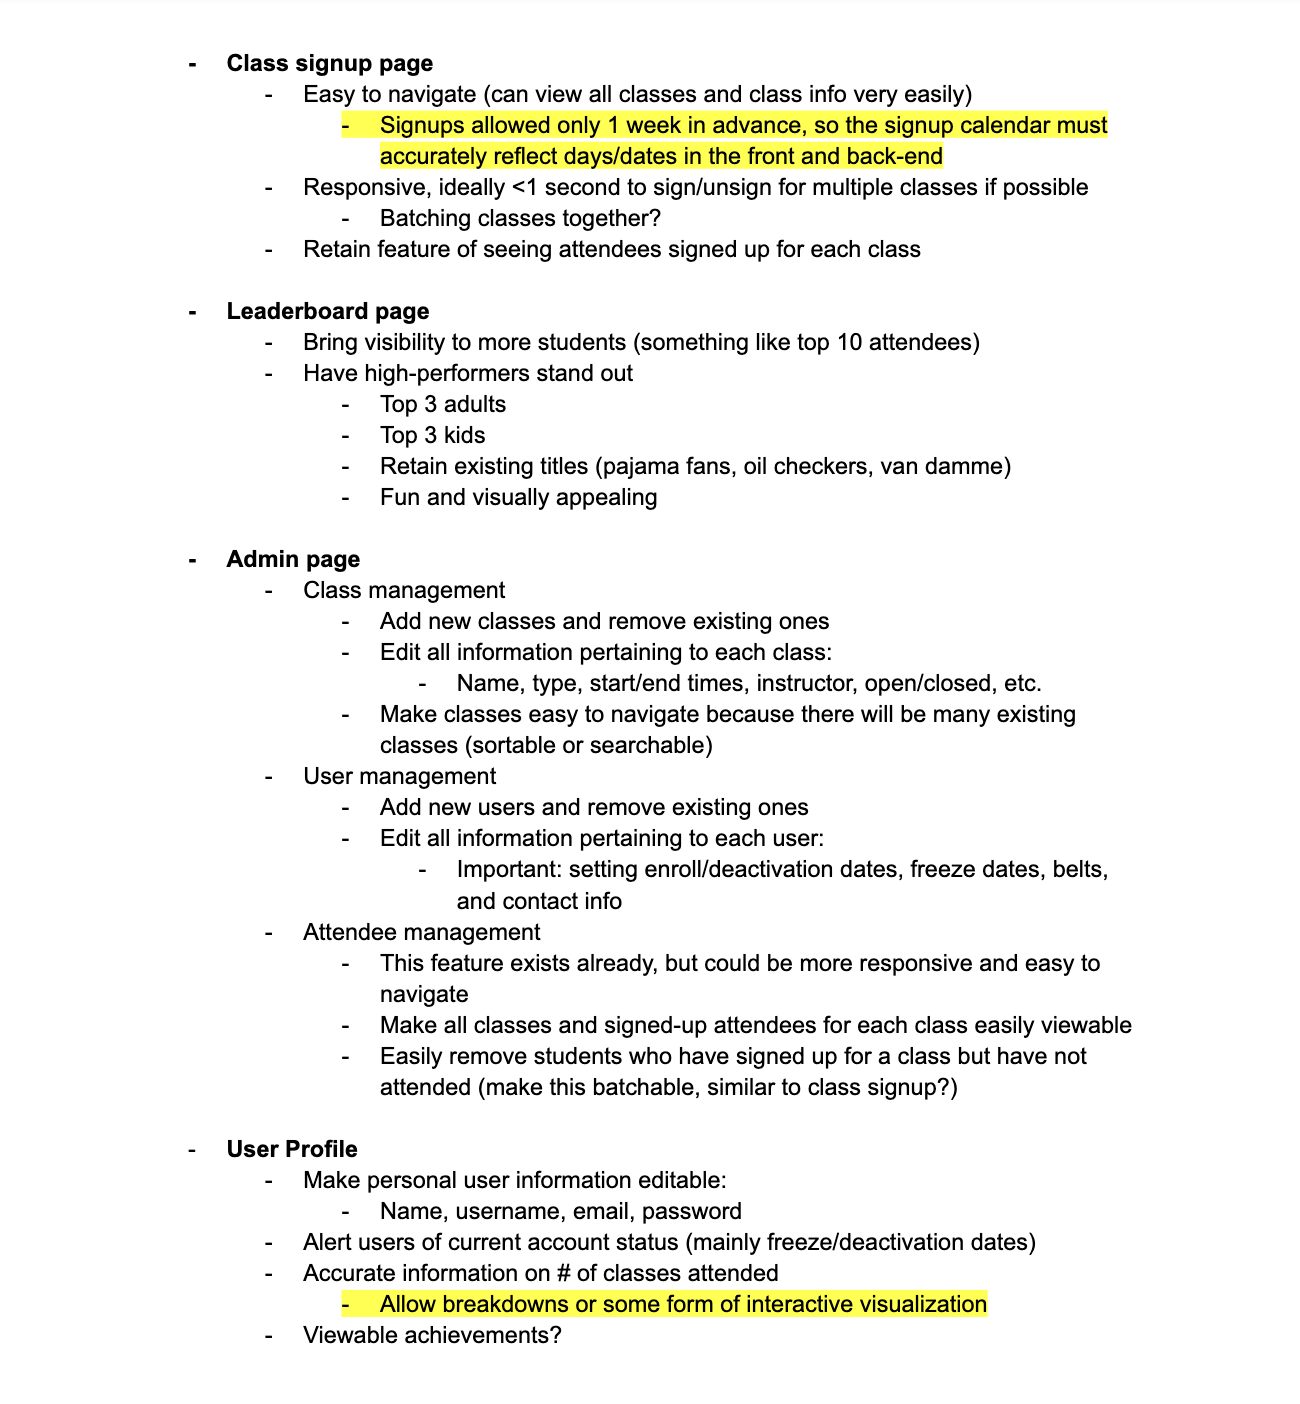 - Class signup page
- Easy to navigate (can view all classes and class info very easily)
- Signups allowed only 1 week in advance, so the signup calendar must
accurately reflect days/dates in the front and back-end
- Responsive, ideally <1 second to sign/unsign for multiple classes if possible
- Batching classes together?
- Retain feature of seeing attendees signed up for each class
- Leaderboard page
- Bring visibility to more students (something like top 10 attendees)
- Have high-performers stand out
- Top 3 adults
- Top 3 kids
- Retain existing titles (pajama fans, oil checkers, van damme)
- Fun and visually appealing
- Admin page
- Class management
- Add new classes and remove existing ones
- Edit all information pertaining to each class:
- Name, type, start/end times, instructor, open/closed, etc.
- Make classes easy to navigate because there will be many existing
classes (sortable or searchable)
- User management
- Add new users and remove existing ones
- Edit all information pertaining to each user:
- Important: setting enroll/deactivation dates, freeze dates, belts,
and contact info
- Attendee management
- This feature exists already, but could be more responsive and easy to
navigate
- Make all classes and signed-up attendees for each class easily viewable
- Easily remove students who have signed up for a class but have not
attended (make this batchable, similar to class signup?)
- User Profile
- Make personal user information editable:
- Name, username, email, password
- Alert users of current account status (mainly freeze/deactivation dates)
- Accurate information on # of classes attended
- Allow breakdowns or some form of interactive visualization
- Viewable achievements?